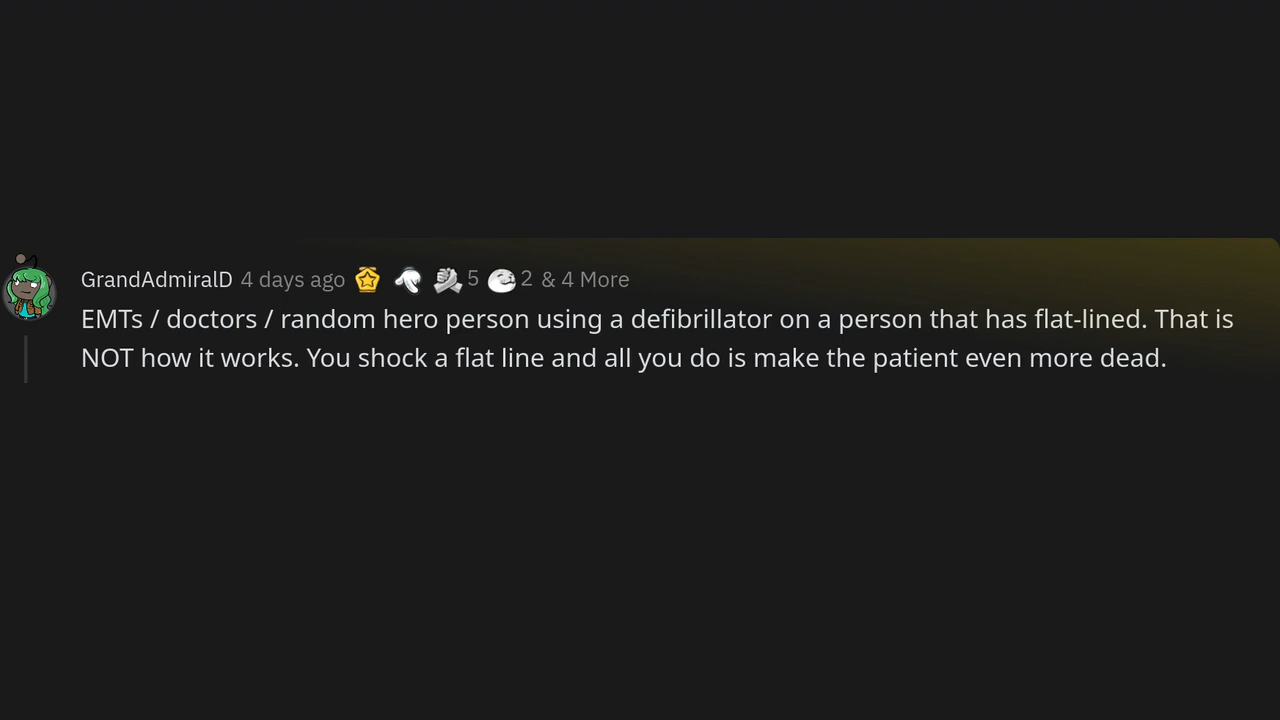 GrandAdmiralD 4 days ago 5 2 & 4 More
EMTs / doctors / random hero person using a defibrillator on a person that has flat-lined. That is
NOT how it works. You shock a flat line and all you do is make the patient even more dead.